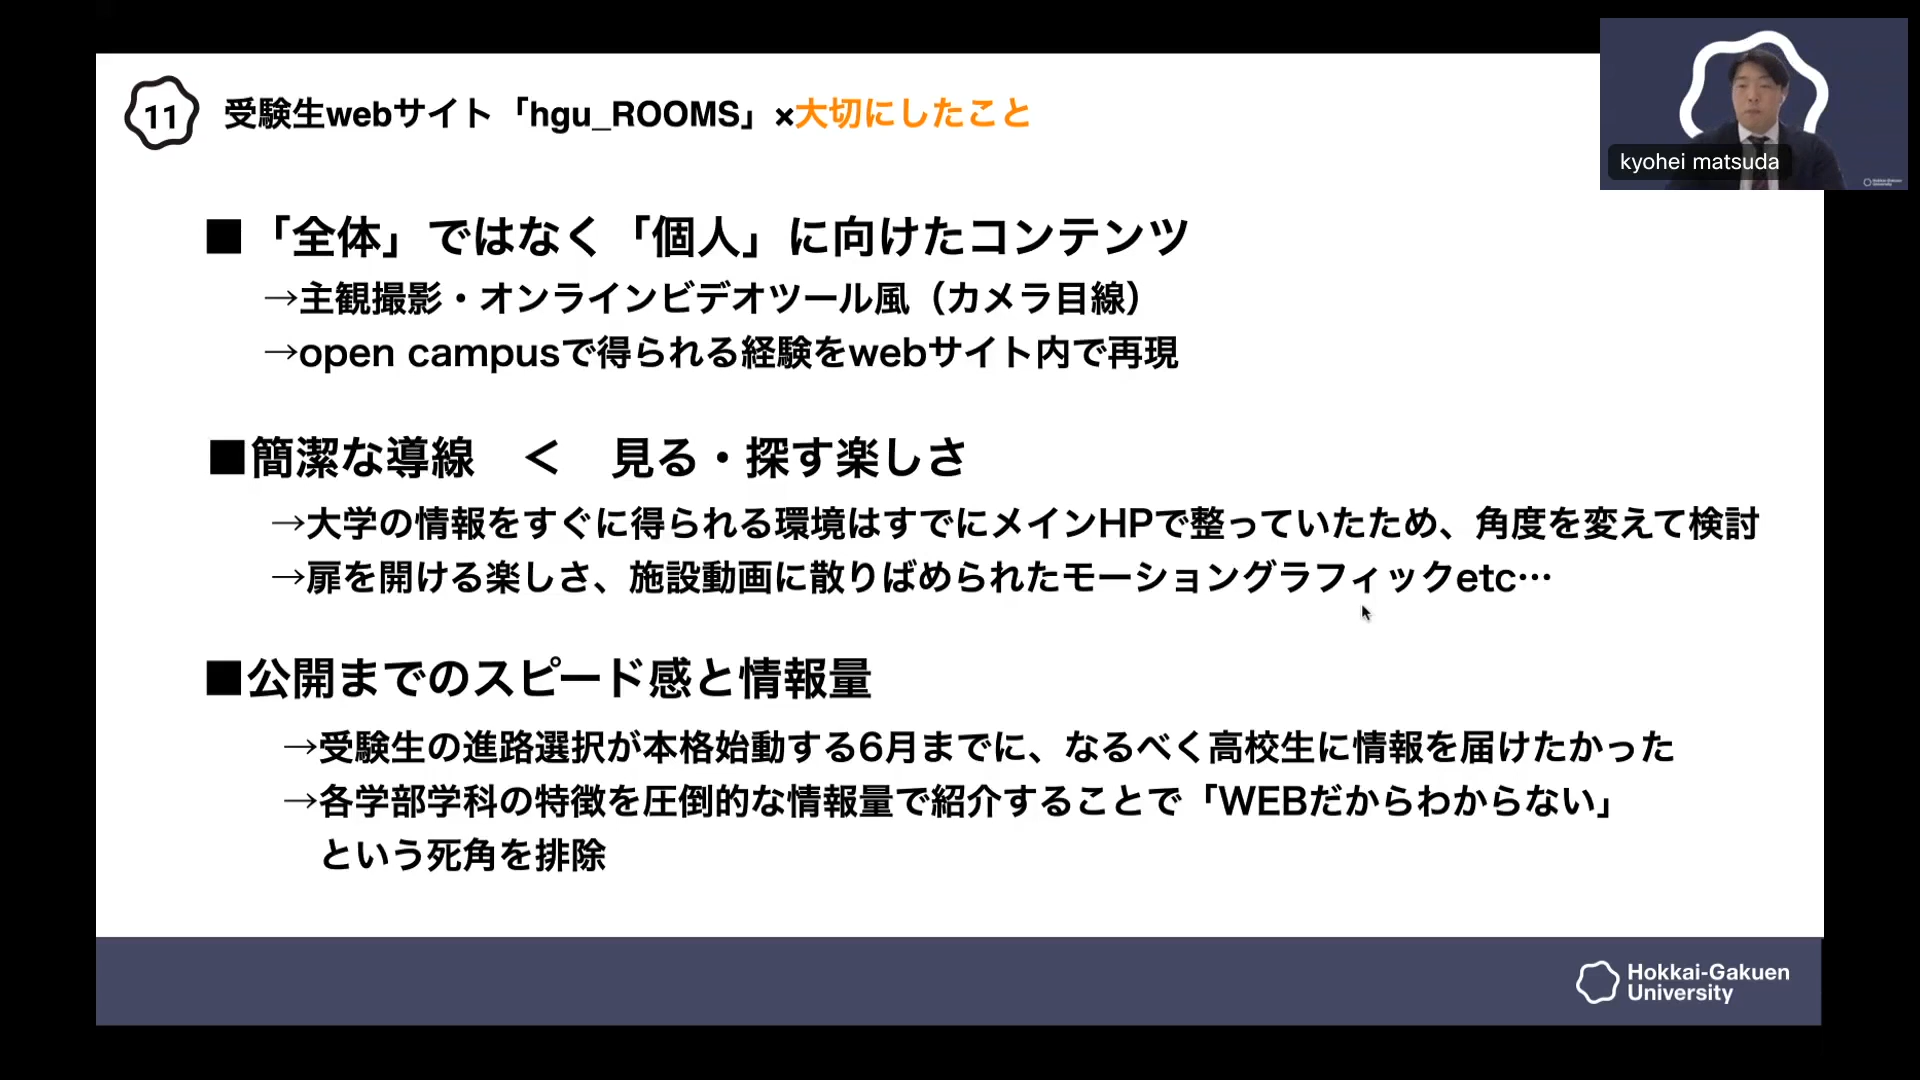 11
受験生webサイト「hgu_ROOMS」×大切にしたこと
kyohei matsuda
■「全体」ではなく「個人」に向けたコンテンツ
→主観撮影・オンラインビデオツール風（カメラ目線）
→open campusで得られる経験をwebサイト内で再現
■簡潔な導線　＜　見る・探す楽しさ
→大学の情報をすぐに得られる環境はすでにメインHPで整っていたため、角度を変えて検討
→扉を開ける楽しさ、施設動画に散りばめられたモーショングラフィックetc…
■公開までのスピード感と情報量
→受験生の進路選択が本格始動する6月までに、なるべく高校生に情報を届けたかった
→各学部学科の特徴を圧倒的な情報量で紹介することで「WEBだからわからない」
という死角を排除
Hokkai-Gakuen
University